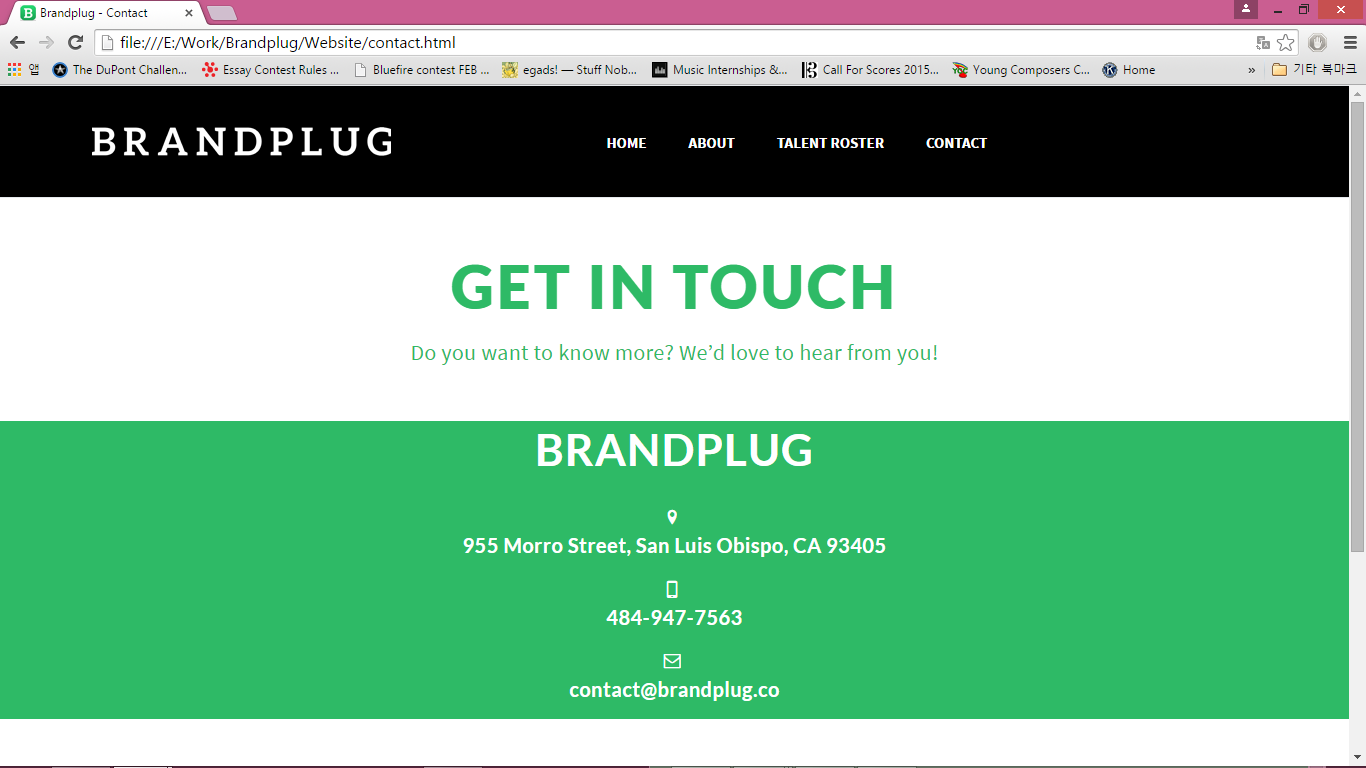 Brandplug - Contact
file:///E:/Work/Brandplug/Website/contact.html
앱 The DuPont Challen... Essay Contest Rules ... Bluefire contest FEB ... egads! — Stuff Nob... Music Internships &... Call For Scores 2015... Young Composers C... Home » 기타 북마크
BRANDPLUG HOME ABOUT TALENT ROSTER CONTACT
GET IN TOUCH
Do you want to know more? We’d love to hear from you!
BRANDPLUG
955 Morro Street, San Luis Obispo, CA 93405
484-947-7563
contact@brandplug.co